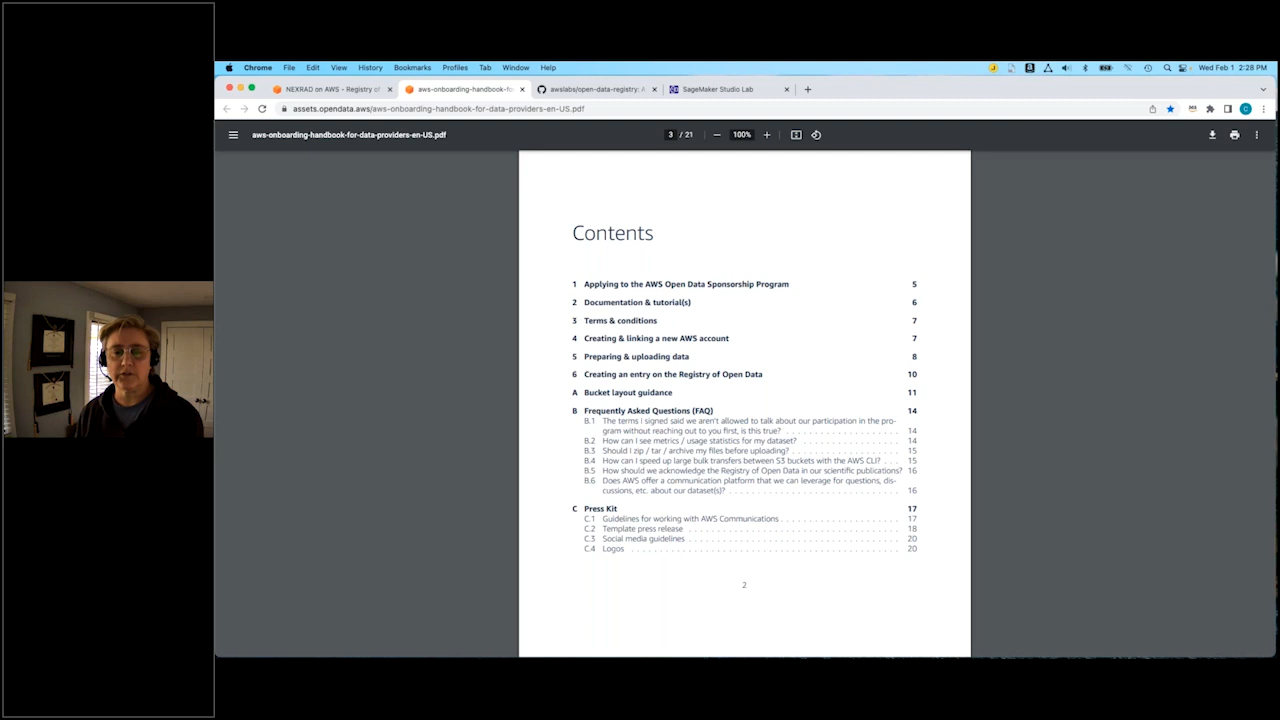 Chrome File Edit View History Bookmarks Profiles Tab Window Help Wed Feb 1 2:28 PM
NEXRAD on AWS - Registry of aws-onboarding-handbook-fo awslabs/open-data-registry: A SageMaker Studio Lab
assets.opendata.aws/aws-onboarding-handbook-for-data-providers-en-US.pdf
aws-onboarding-handbook-for-data-providers-en-US.pdf 3 / 21 100%
Contents
1 Applying to the AWS Open Data Sponsorship Program 5
2 Documentation & tutorial(s) 6
3 Terms & conditions 7
4 Creating & linking a new AWS account 7
5 Preparing & uploading data 8
6 Creating an entry on the Registry of Open Data 10
A Bucket layout guidance 11
B Frequently Asked Questions (FAQ) 14
B.1 The terms I signed said we aren't allowed to talk about our participation in the pro-
gram without reaching out to you first, is this true? . . . . . . . . . . . . . . . . . 14
B.2 How can I see metrics / usage statistics for my dataset? . . . . . . . . . . . . . . . 14
B.3 Should I zip / tar / archive my files before uploading? . . . . . . . . . . . . . . . . 15
B.4 How can I speed up large bulk transfers between S3 buckets with the AWS CLI? . . . 15
B.5 How should we acknowledge the Registry of Open Data in our scientific publications? 16
B.6 Does AWS offer a communication platform that we can leverage for questions, dis-
cussions, etc. about our dataset(s)? . . . . . . . . . . . . . . . . . . . . . . . . . 16
C Press Kit 17
C.1 Guidelines for working with AWS Communications . . . . . . . . . . . . . . . . . 17
C.2 Template press release . . . . . . . . . . . . . . . . . . . . . . . . . . . . . . . 18
C.3 Social media guidelines . . . . . . . . . . . . . . . . . . . . . . . . . . . . . . . 20
C.4 Logos . . . . . . . . . . . . . . . . . . . . . . . . . . . . . . . . . . . . . . . 20
2